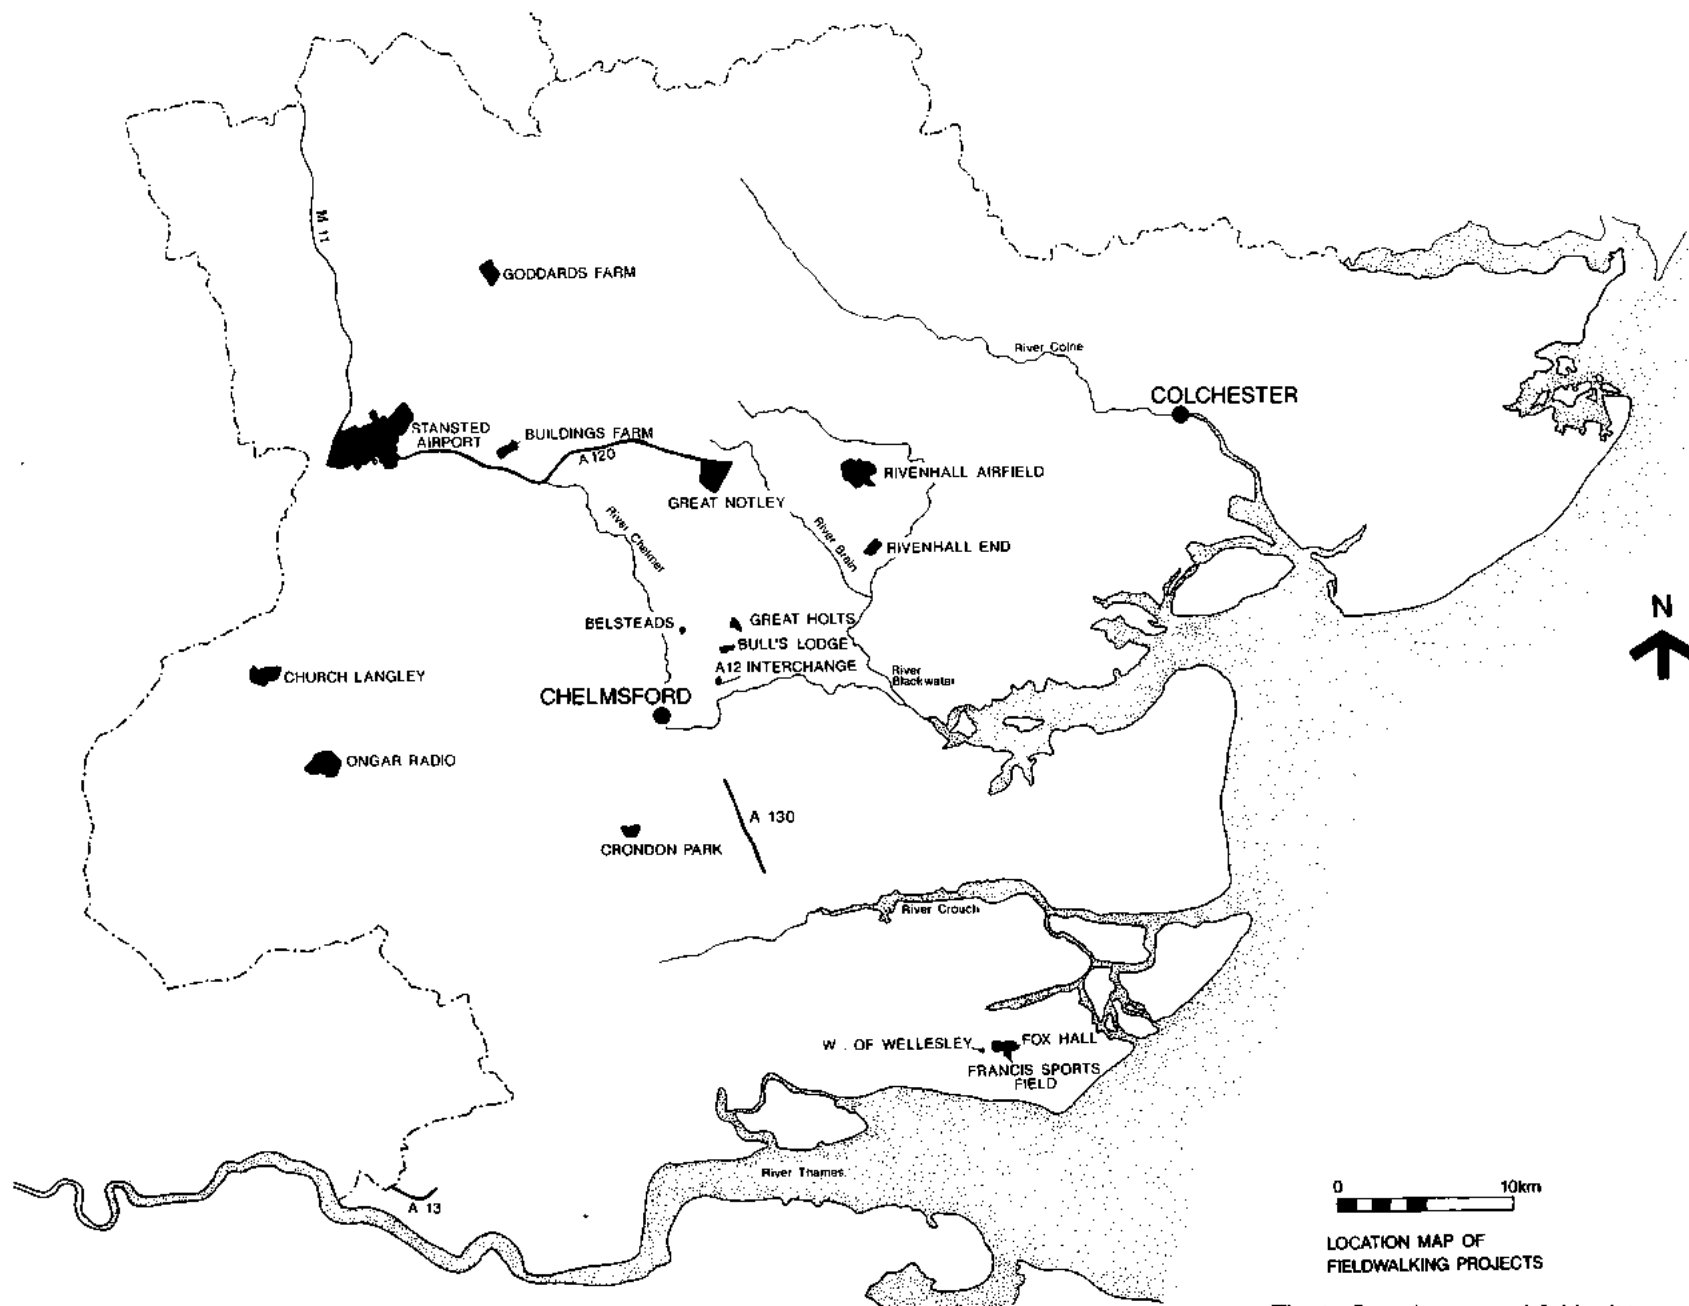 M 11
GODDARDS FARM
River Colne
COLCHESTER
STANSTED
AIRPORT
BUILDINGS FARM
A 120
GREAT NOTLEY
RIVENHALL AIRFIELD
River Chelmer
River Brain
RIVENHALL END
BELSTEADS
GREAT HOLTS
BULL'S LODGE
A12 INTERCHANGE
River
Blackwater
CHURCH LANGLEY
CHELMSFORD
ONGAR RADIO
A 130
CRONDON PARK
River Crouch
W . OF WELLESLEY
FOX HALL
FRANCIS SPORTS
FIELD
River Thames
A 13
N
0 10km
LOCATION MAP OF
FIELDWALKING PROJECTS